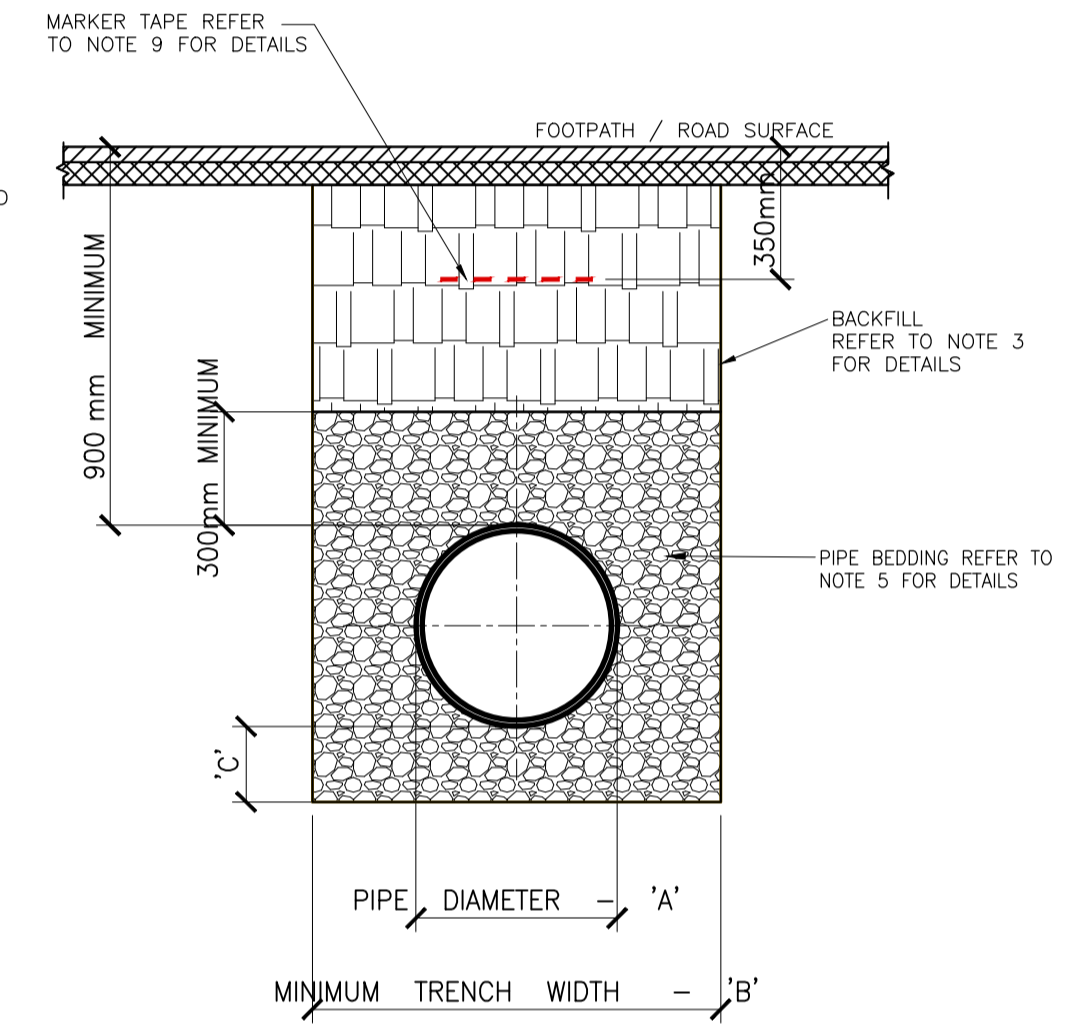 MARKER TAPE REFER
TO NOTE 9 FOR DETAILS
FOOTPATH / ROAD SURFACE
350mm
900 mm MINIMUM
300mm MINIMUM
BACKFILL
REFER TO NOTE 3
FOR DETAILS
PIPE BEDDING REFER TO
NOTE 5 FOR DETAILS
'C'
PIPE DIAMETER - 'A'
MINIMUM TRENCH WIDTH - 'B'